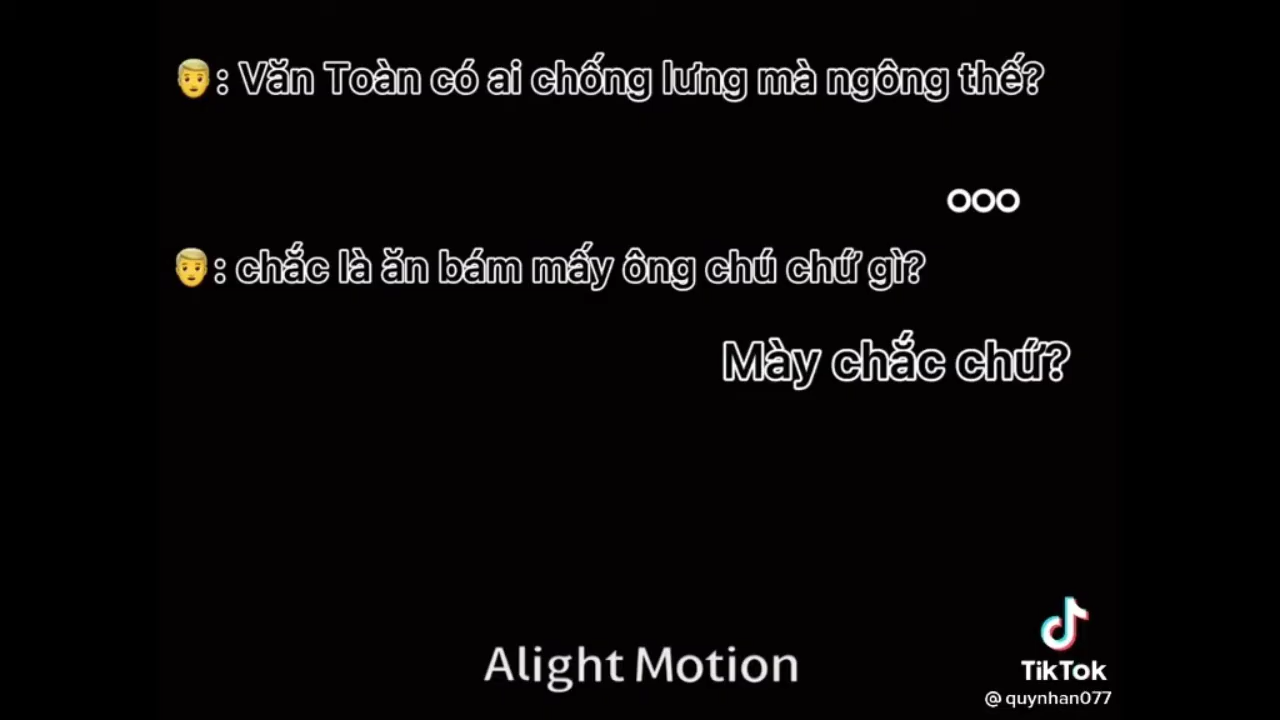 👨: Văn Toàn có ai chống lưng mà ngông thế?
ooo
👨: chắc là ăn bám mấy ông chú chứ gì?
Mày chắc chứ?
Alight Motion
TikTok
@quynhan077